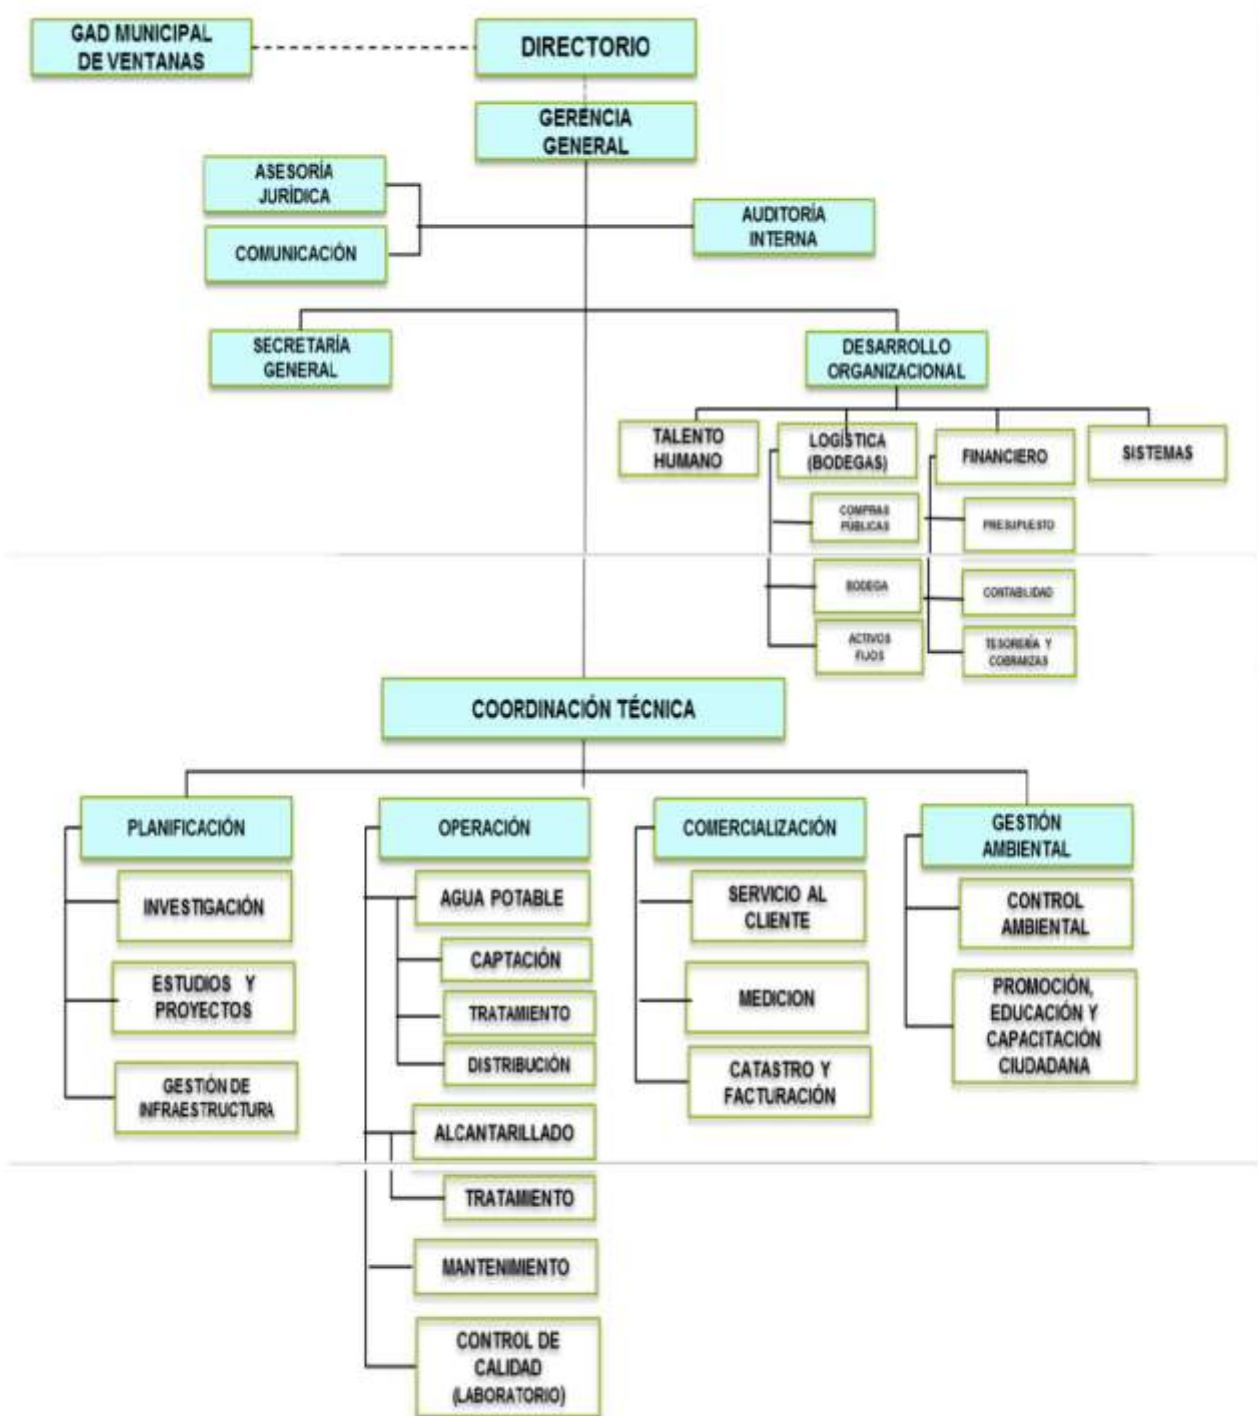 GAD MUNICIPAL
DE VENTANAS
DIRECTORIO
GERENCIA
GENERAL
ASESORÍA
JURÍDICA
COMUNICACIÓN
AUDITORÍA
INTERNA
SECRETARÍA
GENERAL
DESARROLLO
ORGANIZACIONAL
TALENTO
HUMANO
LOGÍSTICA
(BODEGAS)
FINANCIERO
SISTEMAS
COMPRAS
PÚBLICAS
PRESUPUESTO
BODEGA
CONTABLIDAD
ACTIVOS
FIJOS
TESORERÍA Y
COBRANZAS
COORDINACIÓN TÉCNICA
PLANIFICACIÓN
INVESTIGACIÓN
ESTUDIOS Y
PROYECTOS
GESTIÓN DE
INFRAESTRUCTURA
OPERACIÓN
AGUA POTABLE
CAPTACIÓN
TRATAMIENTO
DISTRIBUCIÓN
ALCANTARILLADO
TRATAMIENTO
MANTENIMIENTO
CONTROL DE
CALIDAD
(LABORATORIO)
COMERCIALIZACIÓN
SERVICIO AL
CLIENTE
MEDICION
CATASTRO Y
FACTURACIÓN
GESTIÓN
AMBIENTAL
CONTROL
AMBIENTAL
PROMOCIÓN,
EDUCACIÓN Y
CAPACITACIÓN
CIUDADANA